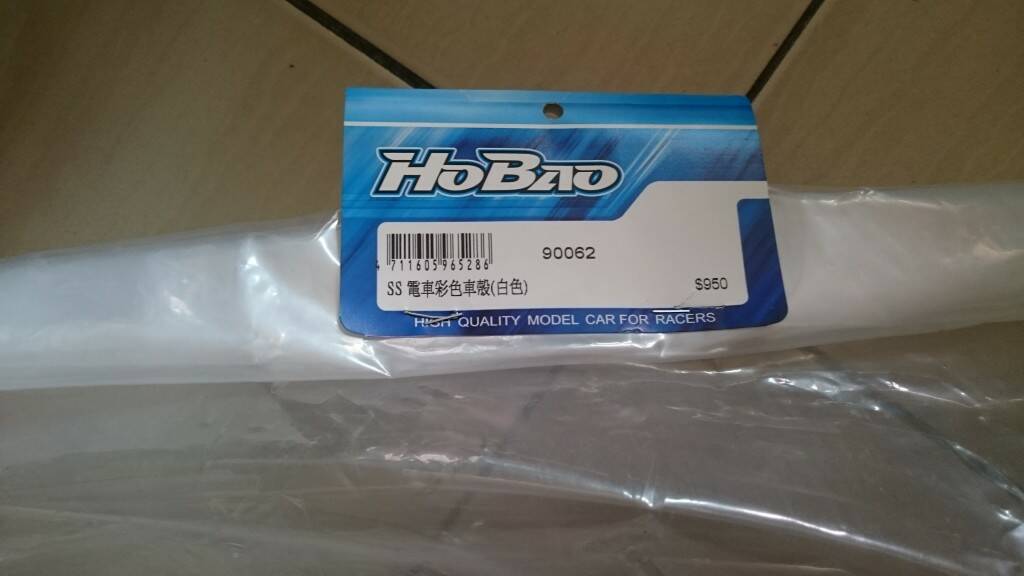 HoBao
90062
4 711605 965286
SS 電車彩色車殼(白色)
$950
HIGH QUALITY MODEL CAR FOR RACERS